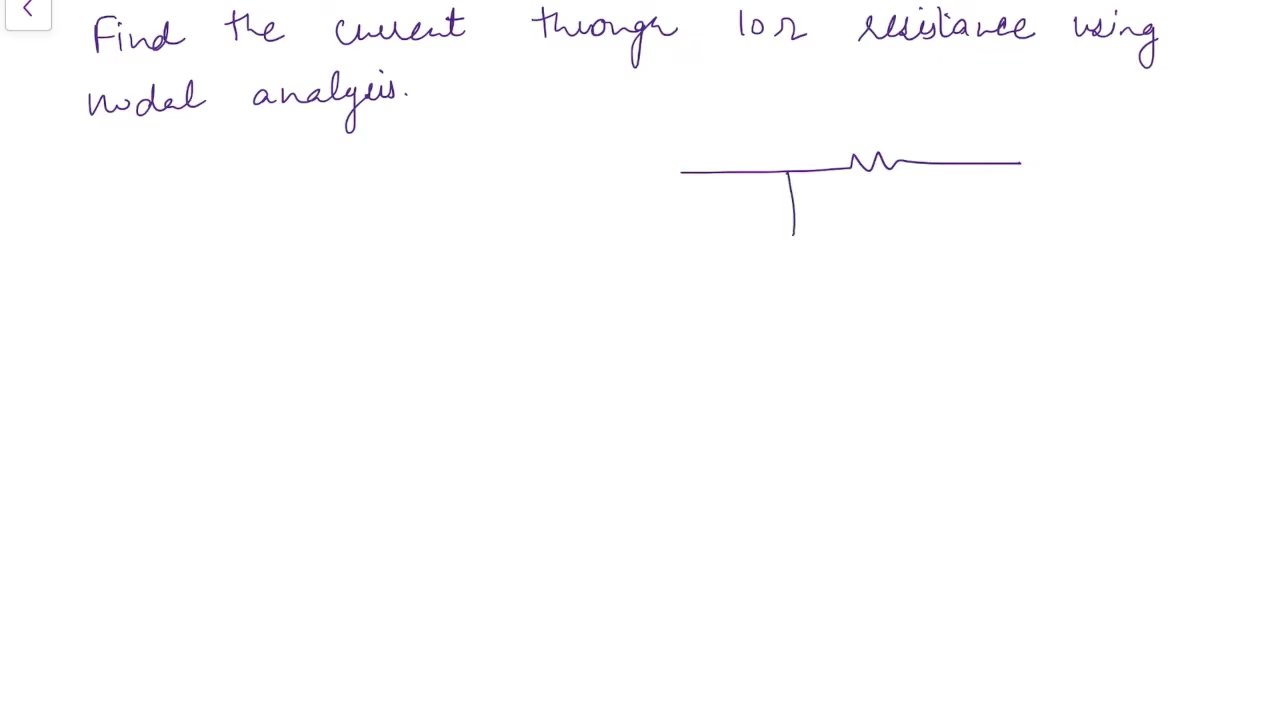 Find the current through 10Ω resistance using
nodal analysis.